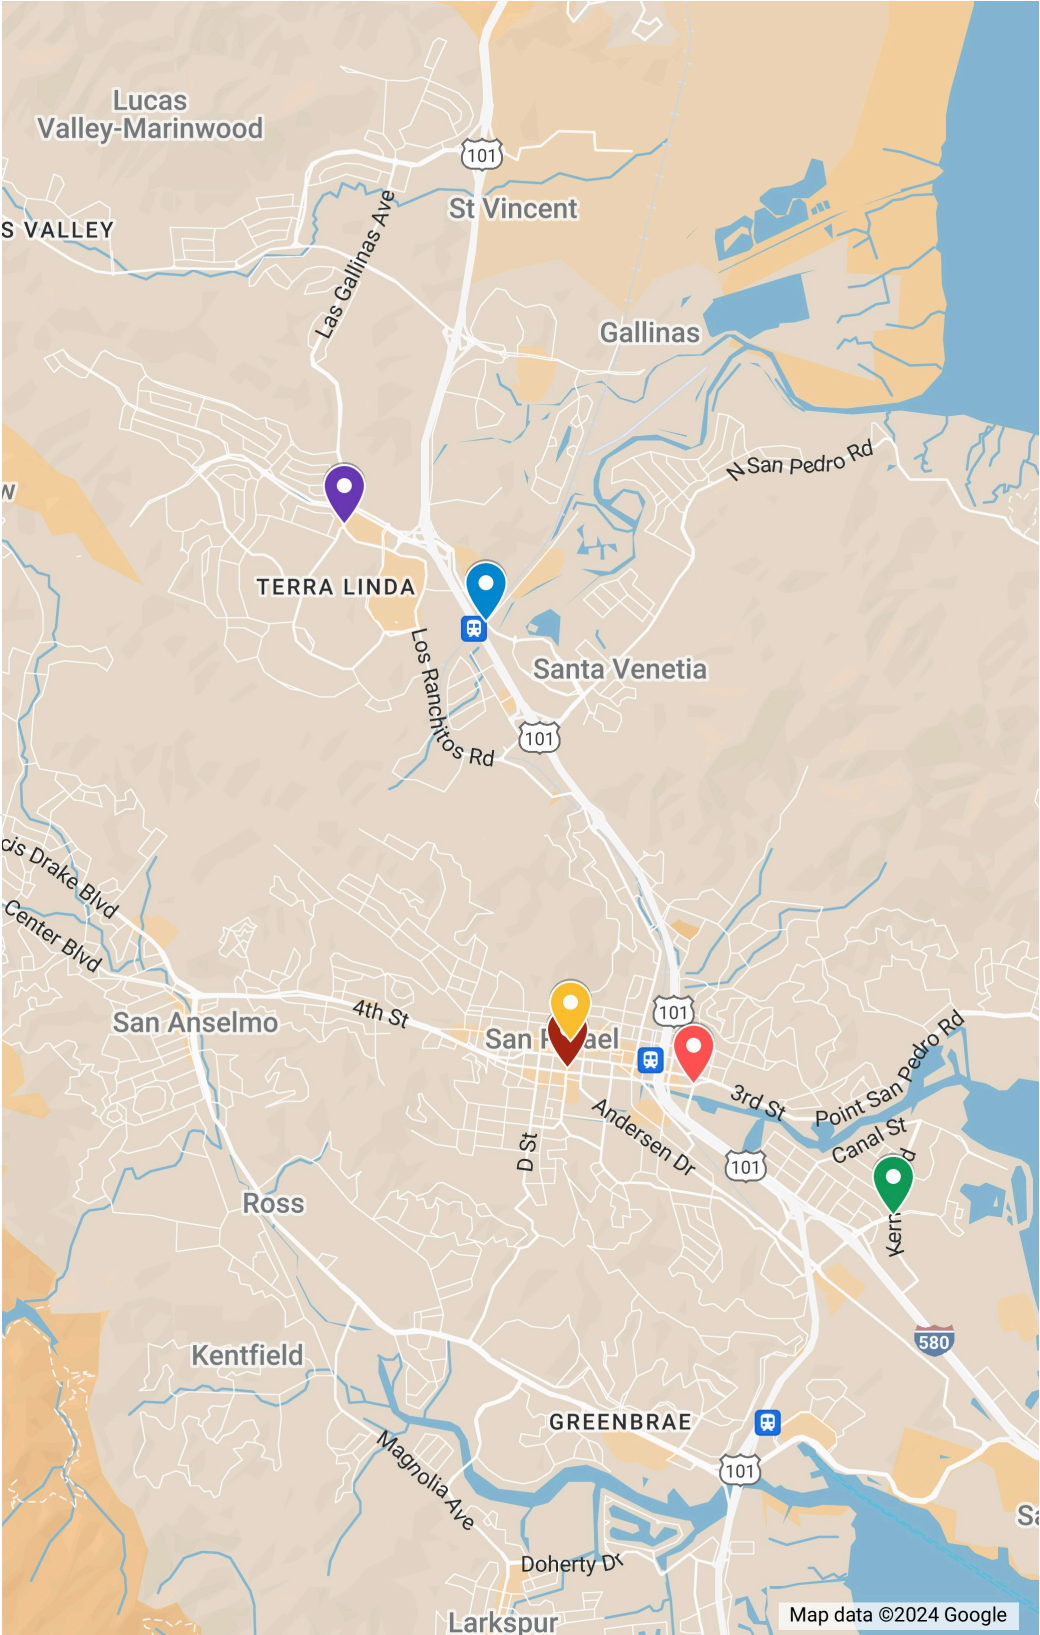 Lucas
Valley-Marinwood
101
St Vincent
S VALLEY
Las Gallinas Ave
Gallinas
N San Pedro Rd
W
TERRA LINDA
Santa Venetia
Los Ranchitos Rd
101
cis Drake Blvd
Center Blvd
4th St
San Anselmo
101
San R
ael
Point San Pedro Rd
3rd St
Andersen Dr
Canal St
D St
101
Kern
d
Ross
580
Kentfield
GREENBRAE
Magnolia Ave
101
Sa
Doherty Dr
Larkspur
Map data ©2024 Google